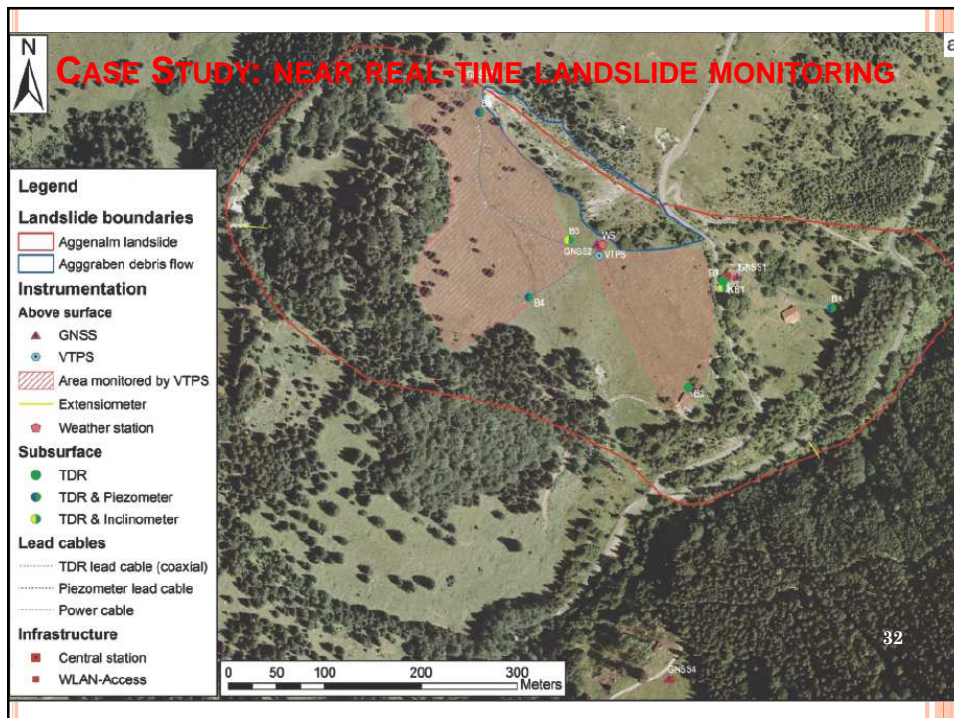 N
a
CASE STUDY: NEAR REAL-TIME LANDSLIDE MONITORING
Legend
Landslide boundaries
Aggenalm landslide
Agggraben debris flow
Instrumentation
Above surface
GNSS
VTPS
Area monitored by VTPS
Extensiometer
Weather station
Subsurface
TDR
TDR & Piezometer
TDR & Inclinometer
Lead cables
TDR lead cable (coaxial)
Piezometer lead cable
Power cable
Infrastructure
Central station
WLAN-Access
B5
WS
GNSS2
VTPS
B4
GNSS1
KB1
B2
GNSS4
0 50 100 200 300
Meters
32